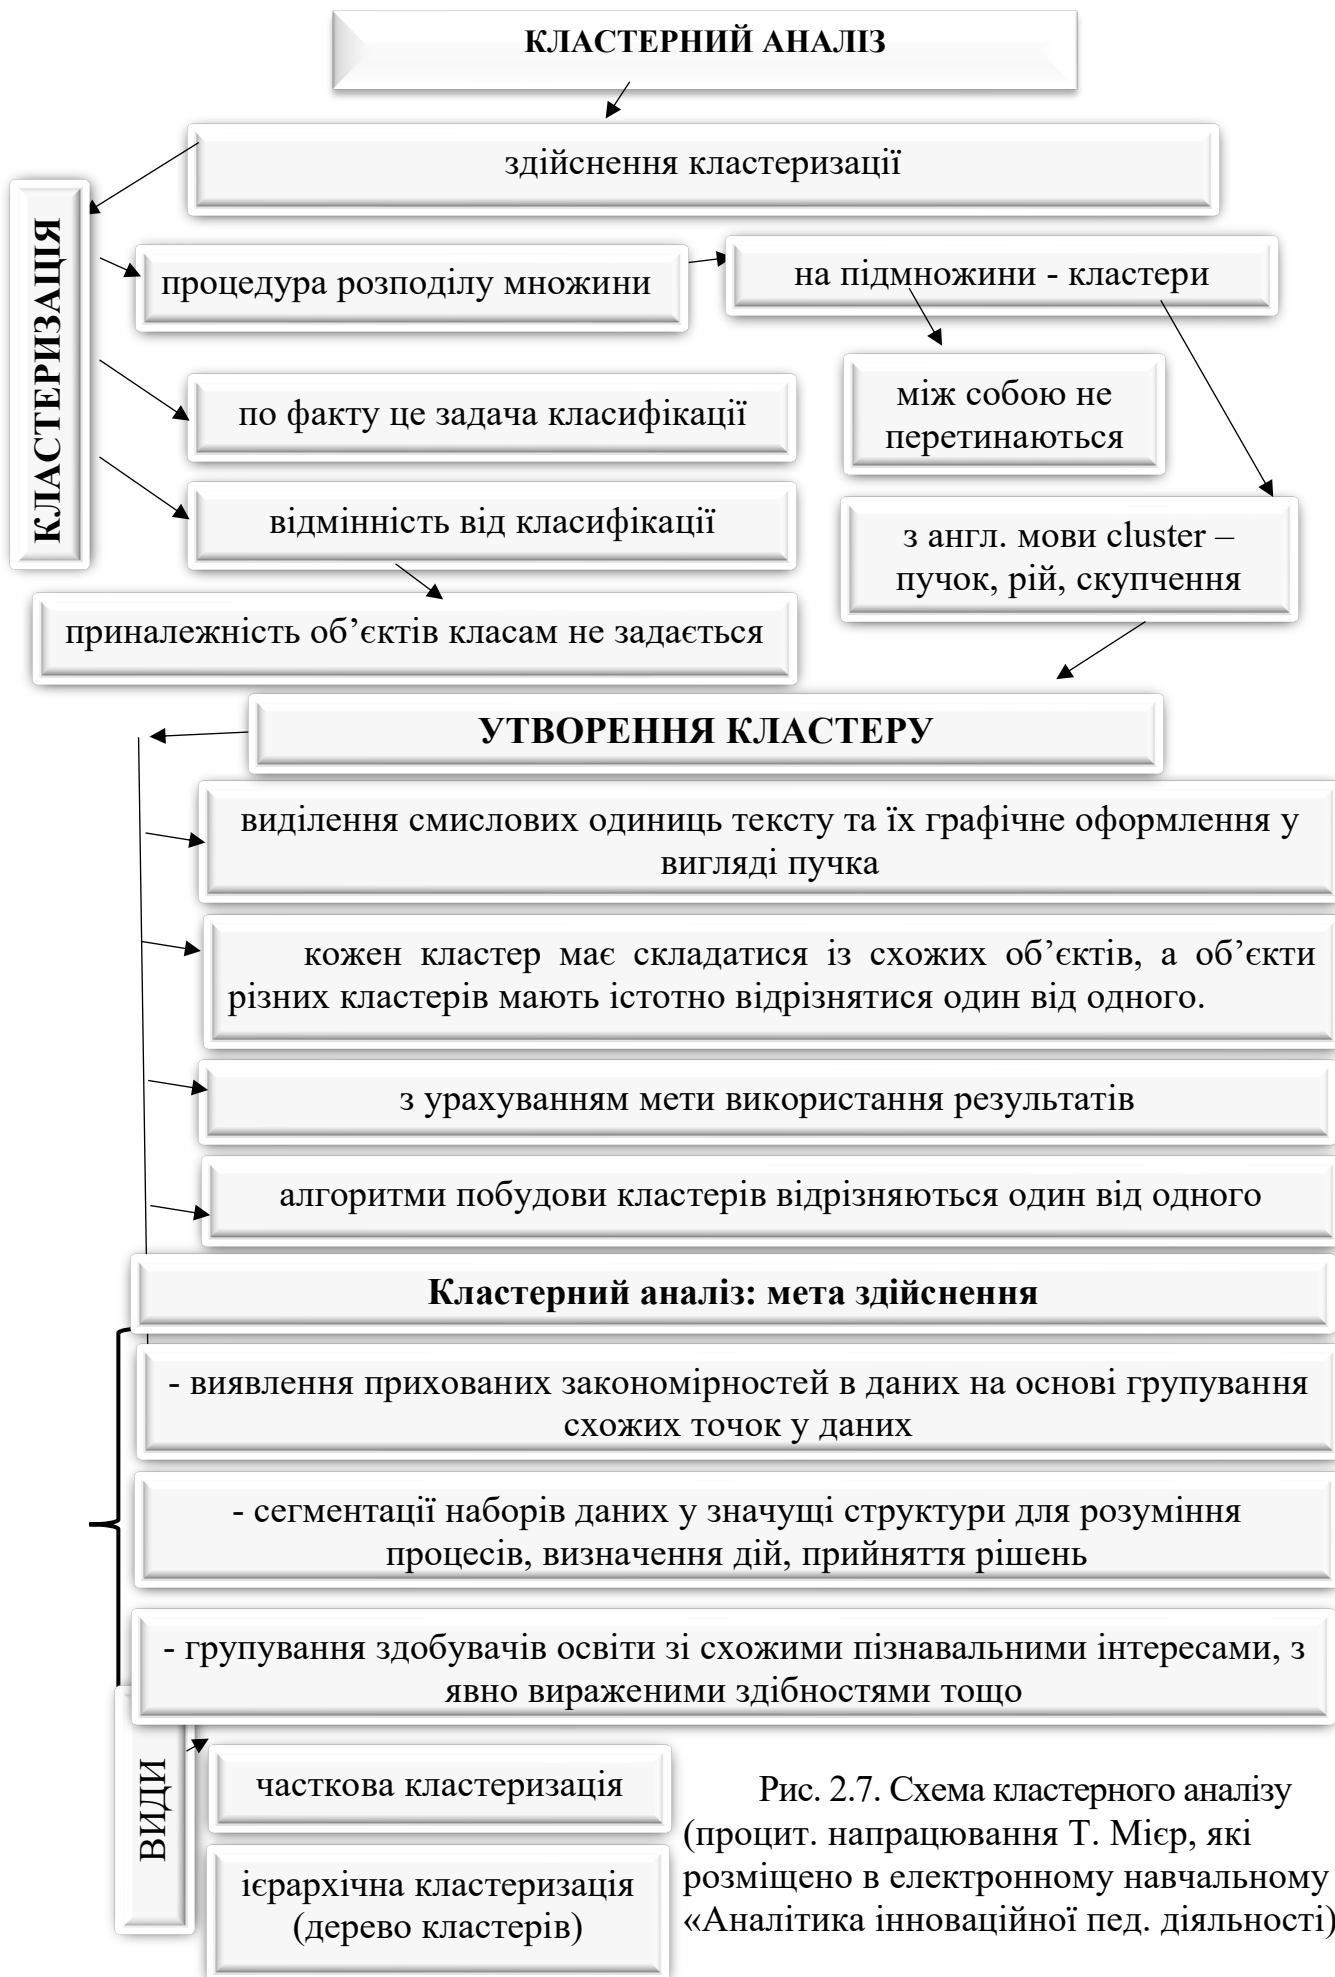 КЛАСТЕРНИЙ АНАЛІЗ
здійснення кластеризації
КЛАСТЕРИЗАЦІЯ
процедура розподілу множини
на підмножини - кластери
між собою не
перетинаються
по факту це задача класифікації
відмінність від класифікації
з англ. мови cluster –
пучок, рій, скупчення
приналежність об’єктів класам не задається
УТВОРЕННЯ КЛАСТЕРУ
виділення смислових одиниць тексту та їх графічне оформлення у
вигляді пучка
кожен кластер має складатися із схожих об’єктів, а об’єкти
різних кластерів мають істотно відрізнятися один від одного.
з урахуванням мети використання результатів
алгоритми побудови кластерів відрізняються один від одного
Кластерний аналіз: мета здійснення
- виявлення прихованих закономірностей в даних на основі групування
схожих точок у даних
- сегментації наборів даних у значущі структури для розуміння
процесів, визначення дій, прийняття рішень
- групування здобувачів освіти зі схожими пізнавальними інтересами, з
явно вираженими здібностями тощо
ВИДИ
часткова кластеризація
ієрархічна кластеризація
(дерево кластерів)
Рис. 2.7. Схема кластерного аналізу
(процит. напрацювання Т. Мієр, які
розміщено в електронному навчальному
«Аналітика інноваційної пед. діяльності)